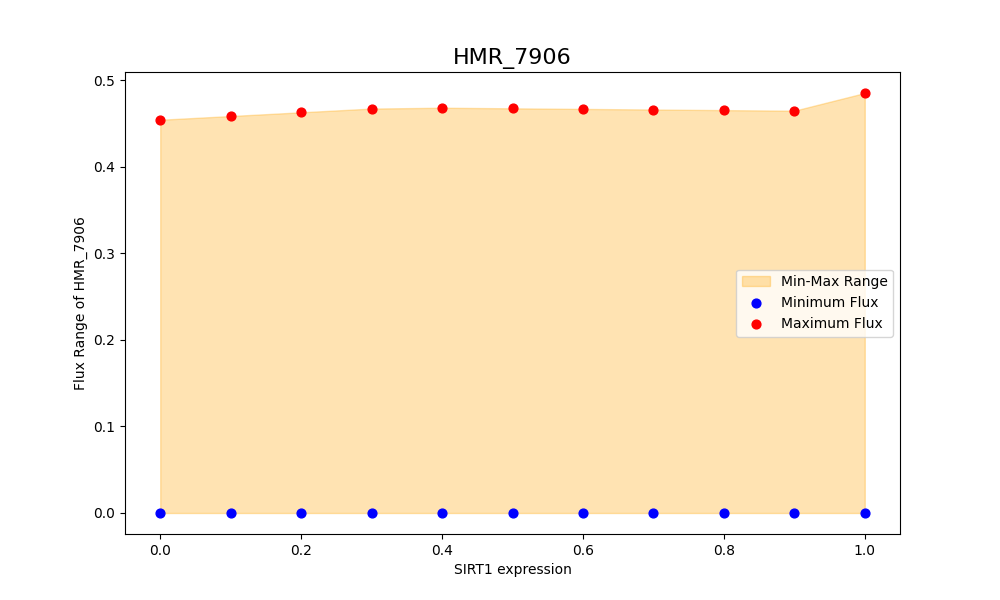 HMR_7906
Flux Range of HMR_7906
0.5
0.4
0.3
0.2
0.1
0.0
Min-Max Range
Minimum Flux
Maximum Flux
0.0 0.2 0.4 0.6 0.8 1.0
SIRT1 expression